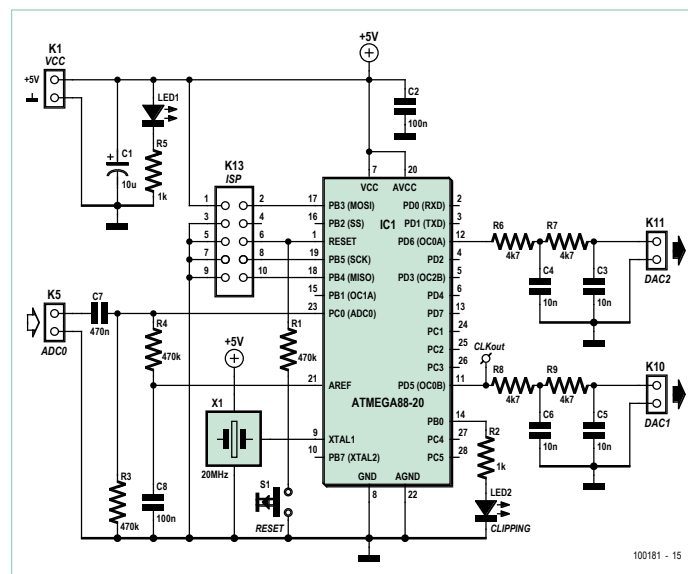 +5V
K1
VCC
+5V
LED1
C1
10u
R5
1k
C2
100n
K13
ISP
1
2
3
4
5
6
7
8
9
10
7
20
VCC
AVCC
IC1
ATMEGA88-20
17
PB3 (MOSI)
16
PB2 (SS)
1
RESET
19
PB5 (SCK)
18
PB4 (MISO)
15
PB1 (OC1A)
23
PC0 (ADC0)
21
AREF
9
XTAL1
10
PB7 (XTAL2)
PD0 (RXD)
2
PD1 (TXD)
3
PD6 (OC0A)
12
PD2
4
PD3 (OC2B)
5
PD4
6
PD7
13
PC1
24
PC2
25
PC3
26
PD5 (OC0B)
11
PB0
14
PC4
27
PC5
28
GND
AGND
8
22
K5
ADC0
C7
470n
R4
470k
R3
470k
C8
100n
R1
470k
+5V
X1
20MHz
S1
RESET
R6
4k7
R7
4k7
C4
10n
C3
10n
K11
DAC2
CLKout
R8
4k7
R9
4k7
C6
10n
C5
10n
K10
DAC1
R2
1k
LED2
CLIPPING
100181 - 15